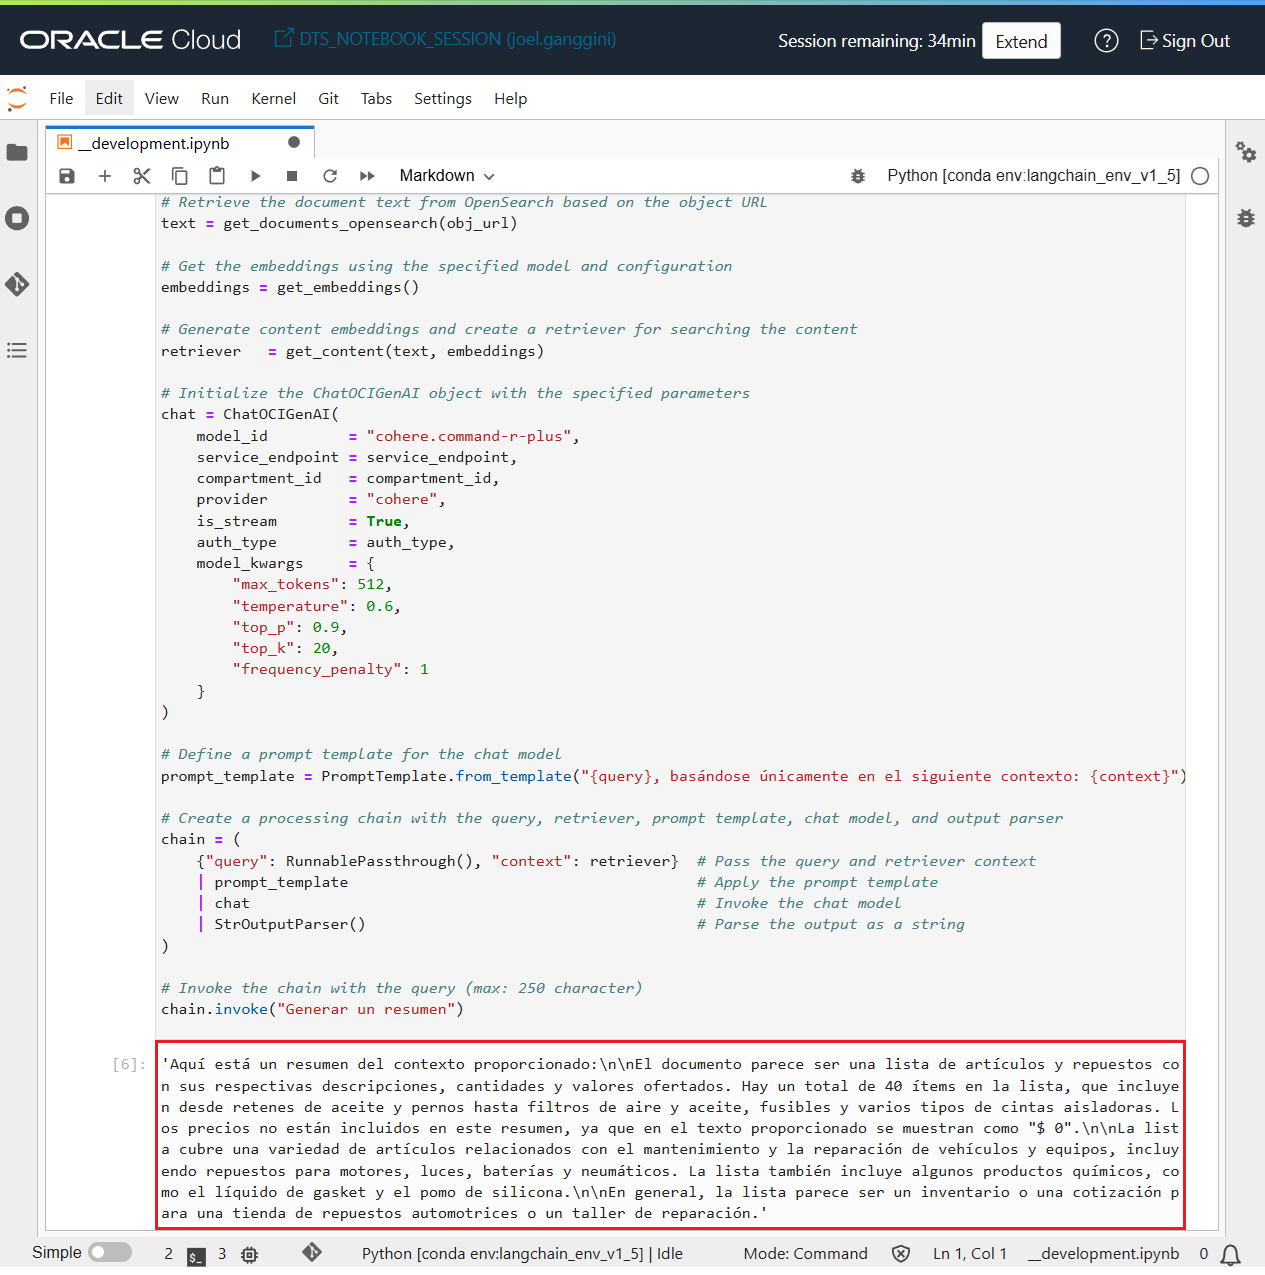 ORACLE Cloud
DTS_NOTEBOOK_SESSION (joel.ganggini)
Session remaining: 34min
Extend
?
Sign Out
File Edit View Run Kernel Git Tabs Settings Help
__development.ipynb
Markdown
Python [conda env:langchain_env_v1_5]
# Retrieve the document text from OpenSearch based on the object URL
text = get_documents_opensearch(obj_url)
# Get the embeddings using the specified model and configuration
embeddings = get_embeddings()
# Generate content embeddings and create a retriever for searching the content
retriever   = get_content(text, embeddings)
# Initialize the ChatOCIGenAI object with the specified parameters
chat = ChatOCIGenAI(
    model_id         = "cohere.command-r-plus",
    service_endpoint = service_endpoint,
    compartment_id   = compartment_id,
    provider         = "cohere",
    is_stream        = True,
    auth_type        = auth_type,
    model_kwargs     = {
        "max_tokens": 512,
        "temperature": 0.6,
        "top_p": 0.9,
        "top_k": 20,
        "frequency_penalty": 1
    }
)
# Define a prompt template for the chat model
prompt_template = PromptTemplate.from_template("{query}, basándose únicamente en el siguiente contexto: {context}")
# Create a processing chain with the query, retriever, prompt template, chat model, and output parser
chain = (
    {"query": RunnablePassthrough(), "context": retriever}  # Pass the query and retriever context
    | prompt_template                                       # Apply the prompt template
    | chat                                                  # Invoke the chat model
    | StrOutputParser()                                     # Parse the output as a string
)
# Invoke the chain with the query (max: 250 character)
chain.invoke("Generar un resumen")
[6]: 'Aquí está un resumen del contexto proporcionado:\n\nEl documento parece ser una lista de artículos y repuestos co
n sus respectivas descripciones, cantidades y valores ofertados. Hay un total de 40 ítems en la lista, que incluye
n desde retenes de aceite y pernos hasta filtros de aire y aceite, fusibles y varios tipos de cintas aisladoras. L
os precios no están incluidos en este resumen, ya que en el texto proporcionado se muestran como "$ 0".\n\nLa list
a cubre una variedad de artículos relacionados con el mantenimiento y la reparación de vehículos y equipos, incluy
endo repuestos para motores, luces, baterías y neumáticos. La lista también incluye algunos productos químicos, co
mo el líquido de gasket y el pomo de silicona.\n\nEn general, la lista parece ser un inventario o una cotización p
ara una tienda de repuestos automotrices o un taller de reparación.'
Simple 2 $_ 3 Python [conda env:langchain_env_v1_5] | Idle Mode: Command Ln 1, Col 1 __development.ipynb 0